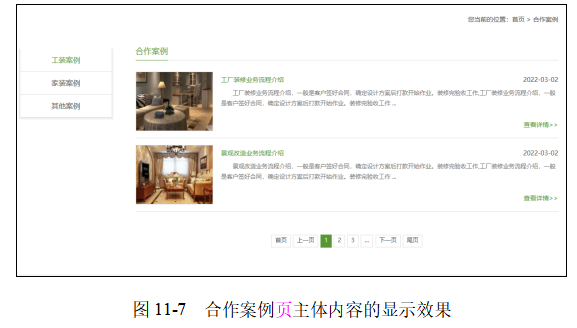 您当前的位置：首页 > 合作案例
工装案例
家装案例
其他案例
合作案例
工厂装修业务流程介绍 2022-03-02
工厂装修业务流程介绍，一般是客户签好合同、确定设计方案后打款开始作业。装修完验收工作,工厂装修业务流程介绍，一般
是客户签好合同、确定设计方案后打款开始作业。装修完验收工作 ...
查看详情>>
景观改造业务流程介绍 2022-03-02
景观改造业务流程介绍，一般是客户签好合同、确定设计方案后打款开始作业。装修完验收工作,工厂装修业务流程介绍，一般
是客户签好合同、确定设计方案后打款开始作业。装修完验收工作 ...
查看详情>>
首页 上一页 1 2 3 ... 下一页 尾页
图 11-7 合作案例页主体内容的显示效果